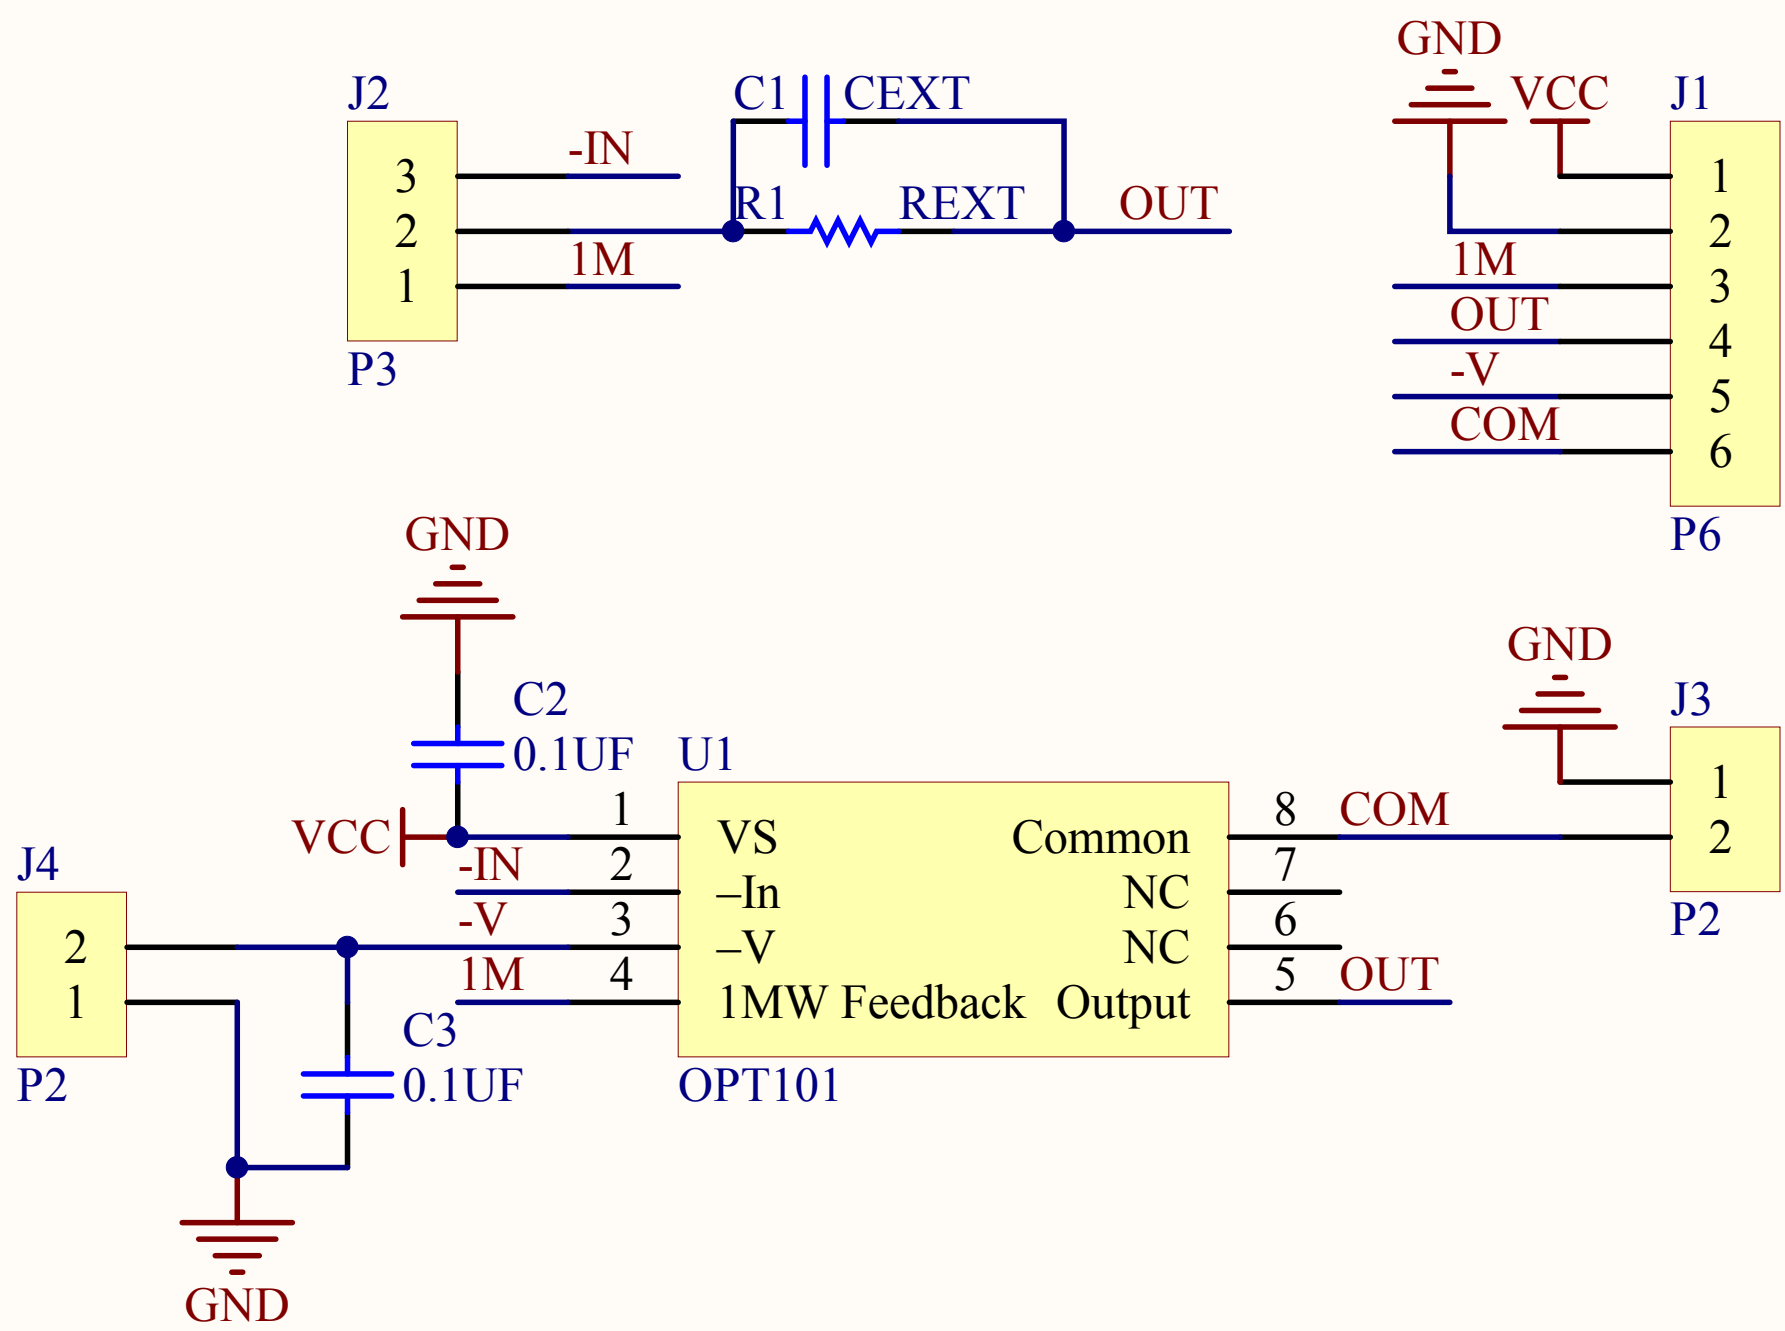 J2
3
2
1
P3
-IN
1M
C1 CEXT
R1 REXT
OUT
GND
VCC
J1
1
2
3
4
5
6
P6
1M
OUT
-V
COM
GND
C2
0.1UF
VCC
-IN
-V
1M
J4
2
1
P2
C3
0.1UF
GND
U1
1 VS
2 –In
3 –V
4 1MW Feedback
Common 8
NC 7
NC 6
Output 5
OPT101
COM
OUT
GND
J3
1
2
P2